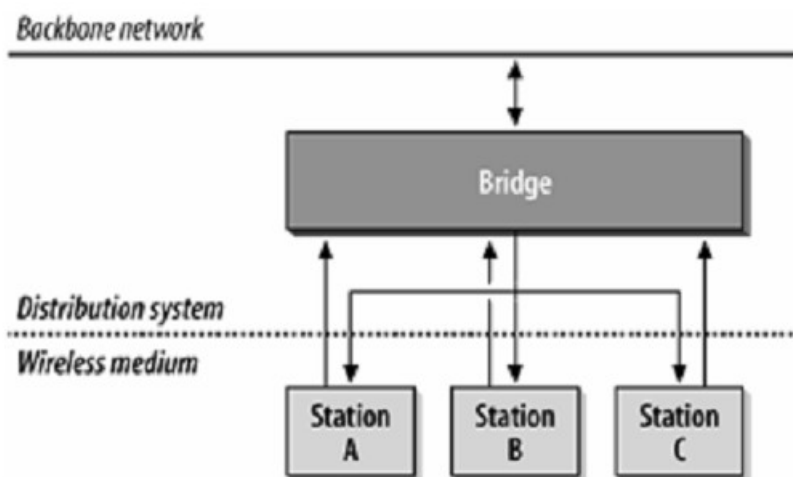 Backbone network
Bridge
Distribution system
Wireless medium
Station
A
Station
B
Station
C